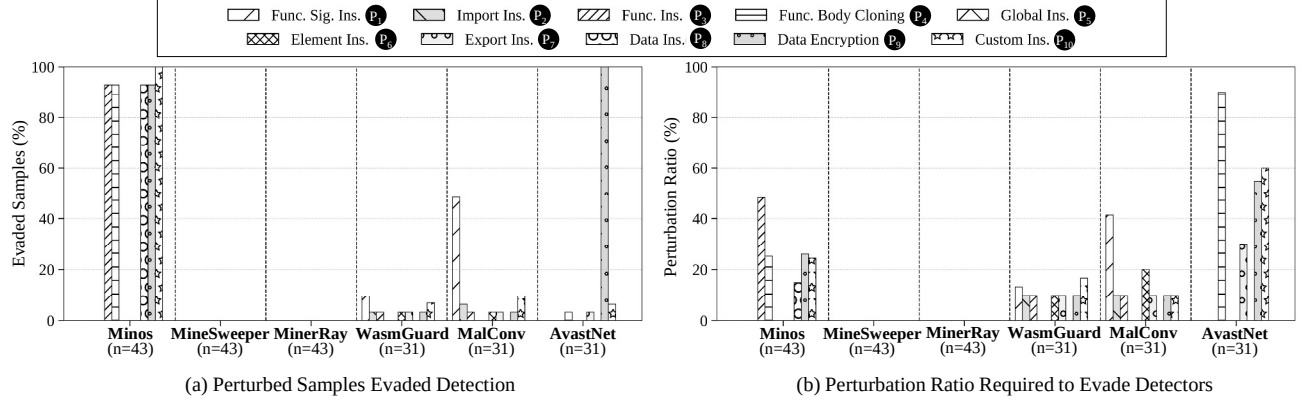 Func. Sig. Ins. P1 Import Ins. P2 Func. Ins. P3 Func. Body Cloning P4 Global Ins. P5
Element Ins. P6 Export Ins. P7 Data Ins. P8 Data Encryption P9 Custom Ins. P10
Evaded Samples (%)
100
80
60
40
20
0
Minos MineSweeper MinerRay WasmGuard MalConv AvastNet
(n=43) (n=43) (n=43) (n=31) (n=31) (n=31)
(a) Perturbed Samples Evaded Detection
Perturbation Ratio (%)
100
80
60
40
20
0
Minos MineSweeper MinerRay WasmGuard MalConv AvastNet
(n=43) (n=43) (n=43) (n=31) (n=31) (n=31)
(b) Perturbation Ratio Required to Evade Detectors